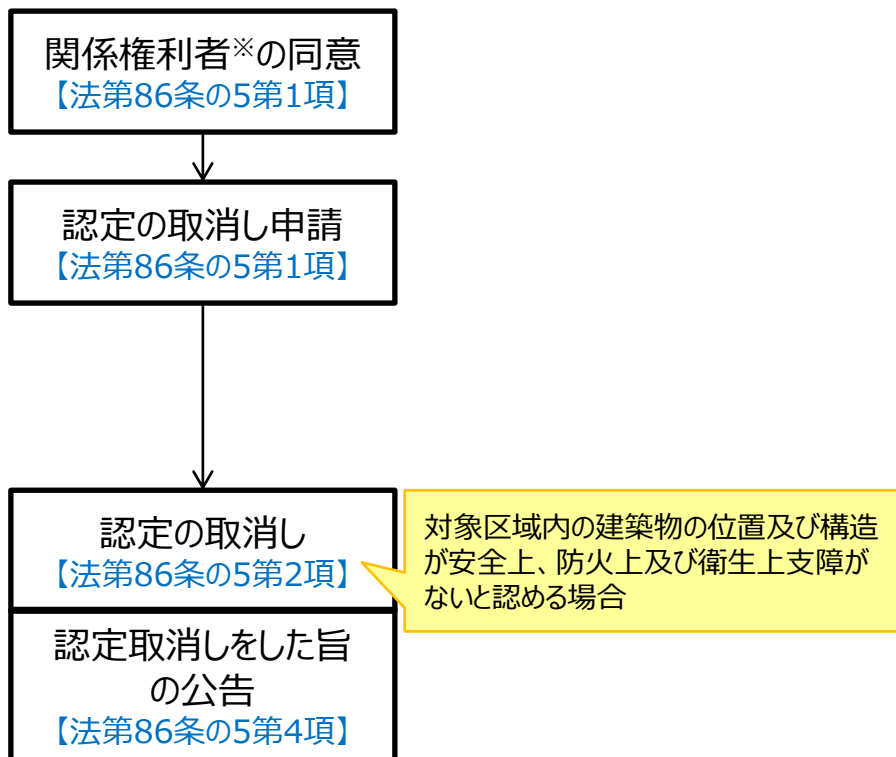 関係権利者※の同意
【法第86条の5第1項】
認定の取消し申請
【法第86条の5第1項】
認定の取消し
【法第86条の5第2項】
対象区域内の建築物の位置及び構造
が安全上、防火上及び衛生上支障が
ないと認める場合
認定取消しをした旨
の公告
【法第86条の5第4項】